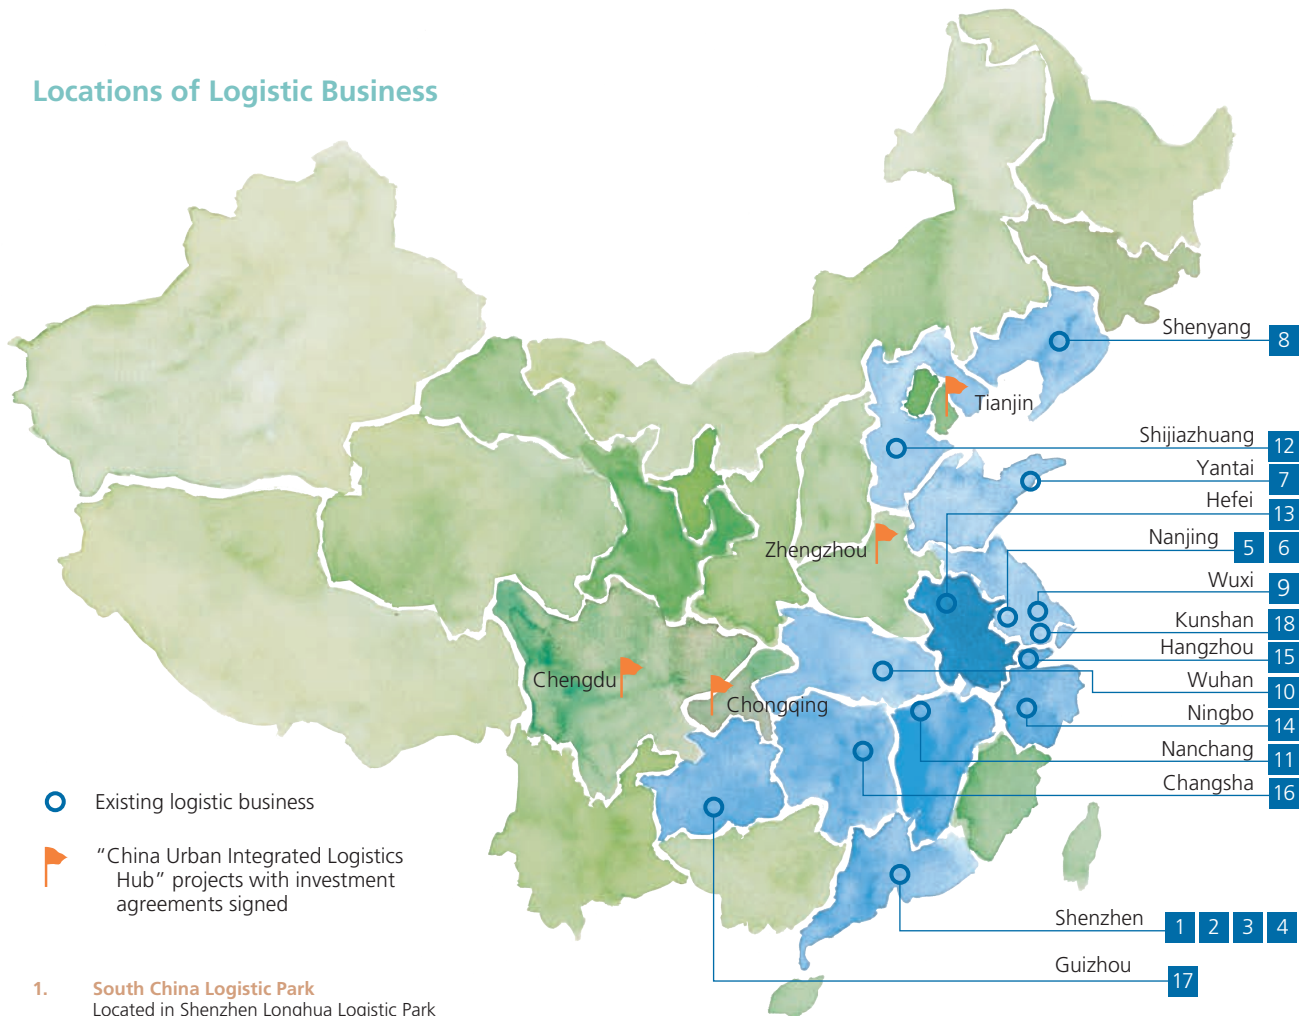 Locations of Logistic Business
Shenyang 8
Tianjin
Shijiazhuang 12
Yantai 7
Hefei 13
Nanjing 5 6
Zhengzhou
Wuxi 9
Kunshan 18
Hangzhou 15
Wuhan 10
Chengdu
Chongqing
Ningbo 14
Nanchang 11
Changsha 16
Existing logistic business
“China Urban Integrated Logistics
Hub” projects with investment
agreements signed
Shenzhen 1 2 3 4
Guizhou 17
1. South China Logistic Park
Located in Shenzhen Longhua Logistic Park